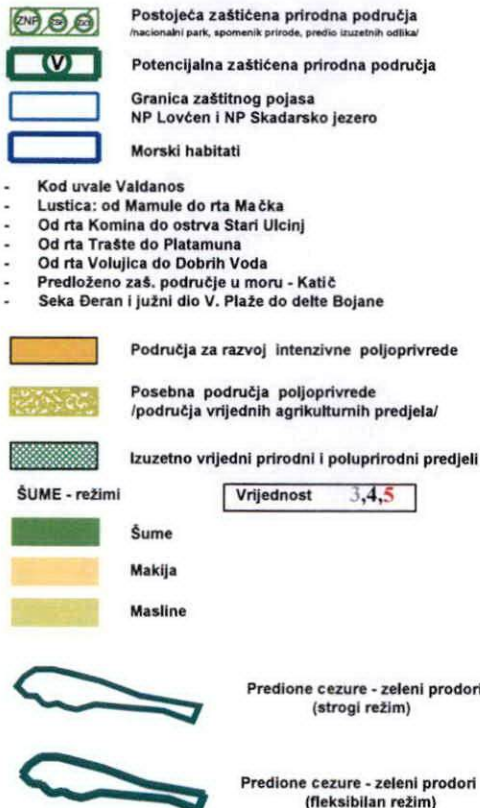 ZNP
Postojeća zaštićena prirodna područja
/nacionalni park, spomenik prirode, predio izuzetnih odlika/
V
Potencijalna zaštićena prirodna područja
Granica zaštitnog pojasa
NP Lovćen i NP Skadarsko jezero
Morski habitati
- Kod uvale Valdanos
- Lustica: od Mamule do rta Mačka
- Od rta Komina do ostrva Stari Ulcinj
- Od rta Trašte do Platamuna
- Od rta Volujica do Dobrih Voda
- Predloženo zaš. područje u moru - Katič
- Seka Đeran i južni dio V. Plaže do delte Bojane
Područja za razvoj intenzivne poljoprivrede
Posebna područja poljoprivrede
/područja vrijednih agrikulturnih predjela/
Izuzetno vrijedni prirodni i poluprirodni predjeli
ŠUME - režimi
Vrijednost 3,4,5
Šume
Makija
Masline
Predione cezure - zeleni prodori
(strogi režim)
Predione cezure - zeleni prodori
(fleksibilan režim)